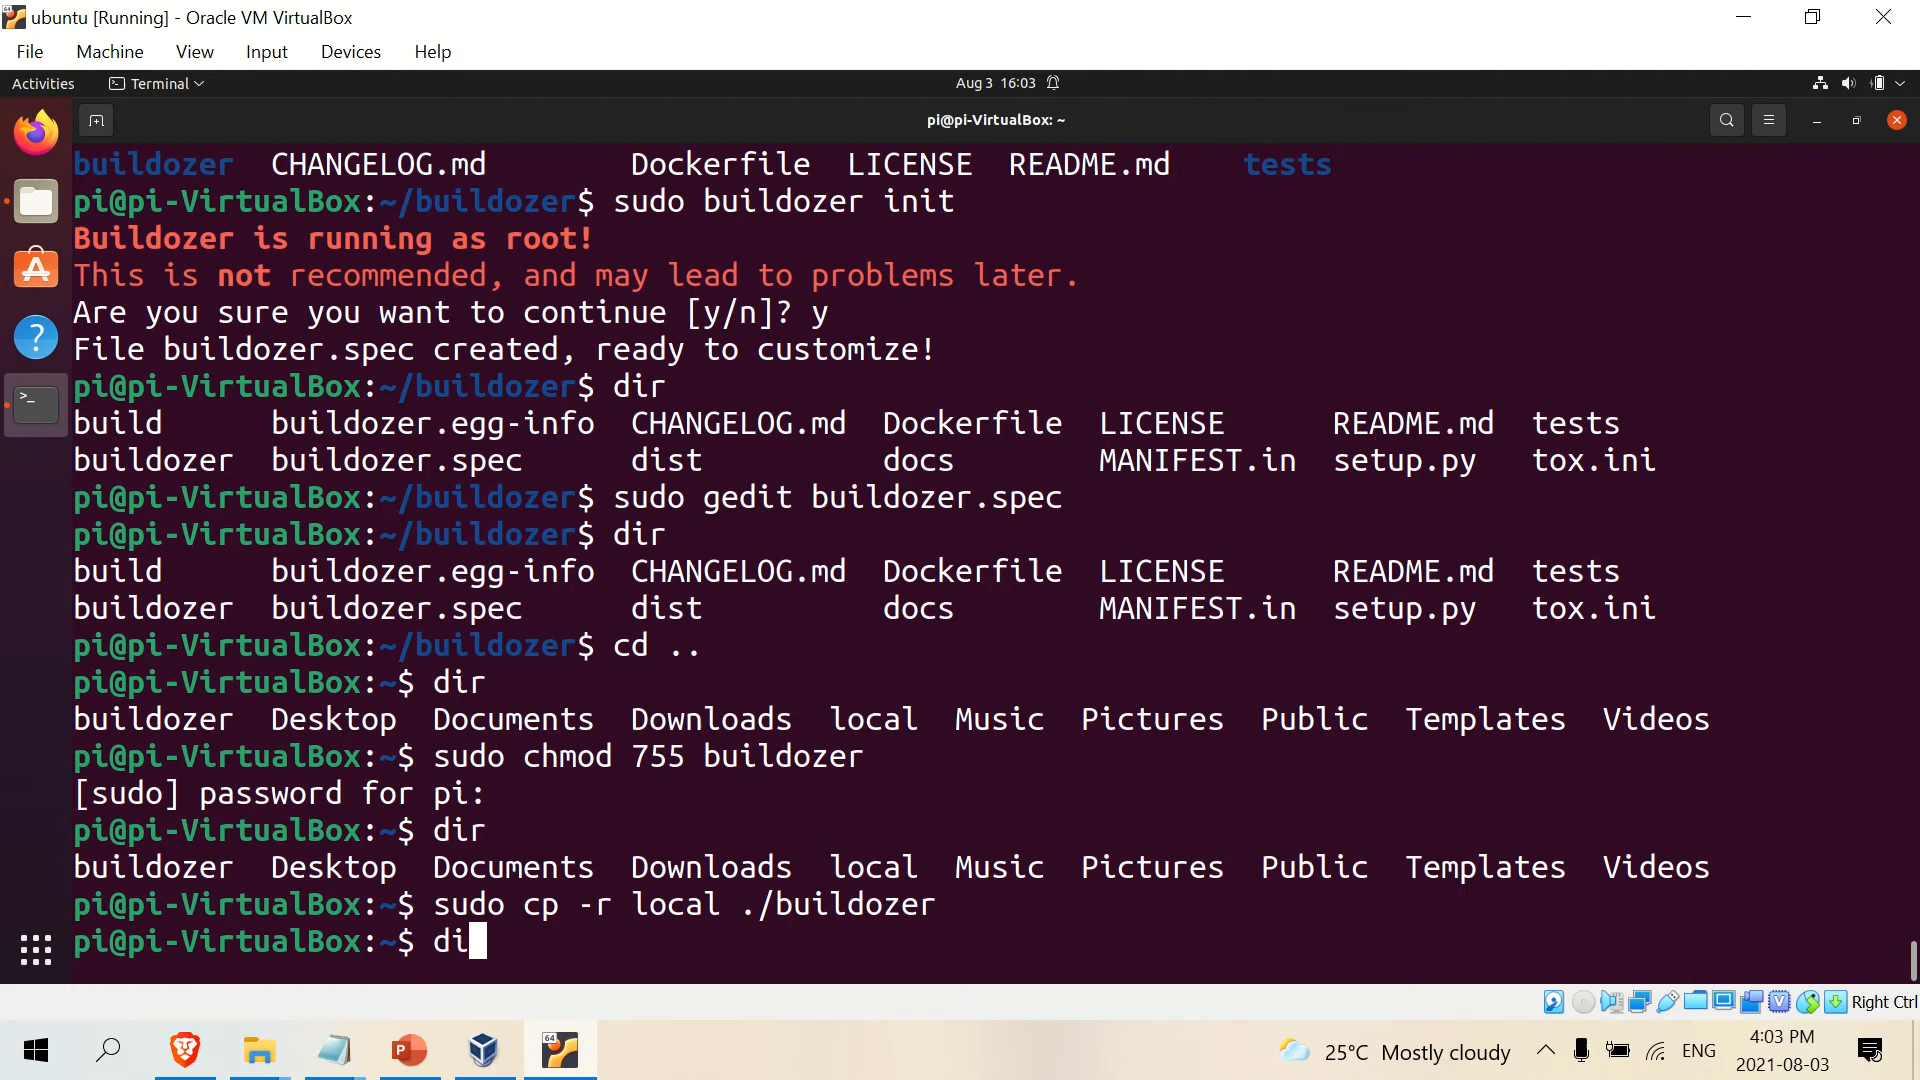 ubuntu [Running] - Oracle VM VirtualBox
File Machine View Input Devices Help
Activities Terminal Aug 3 16:03
pi@pi-VirtualBox: ~
buildozer CHANGELOG.md Dockerfile LICENSE README.md tests
pi@pi-VirtualBox:~/buildozer$ sudo buildozer init
Buildozer is running as root!
This is not recommended, and may lead to problems later.
Are you sure you want to continue [y/n]? y
File buildozer.spec created, ready to customize!
pi@pi-VirtualBox:~/buildozer$ dir
build buildozer.egg-info CHANGELOG.md Dockerfile LICENSE README.md tests
buildozer buildozer.spec dist docs MANIFEST.in setup.py tox.ini
pi@pi-VirtualBox:~/buildozer$ sudo gedit buildozer.spec
pi@pi-VirtualBox:~/buildozer$ dir
build buildozer.egg-info CHANGELOG.md Dockerfile LICENSE README.md tests
buildozer buildozer.spec dist docs MANIFEST.in setup.py tox.ini
pi@pi-VirtualBox:~/buildozer$ cd ..
pi@pi-VirtualBox:~$ dir
buildozer Desktop Documents Downloads local Music Pictures Public Templates Videos
pi@pi-VirtualBox:~$ sudo chmod 755 buildozer
[sudo] password for pi:
pi@pi-VirtualBox:~$ dir
buildozer Desktop Documents Downloads local Music Pictures Public Templates Videos
pi@pi-VirtualBox:~$ sudo cp -r local ./buildozer
pi@pi-VirtualBox:~$ di
Right Ctrl
25°C Mostly cloudy ENG 4:03 PM
2021-08-03